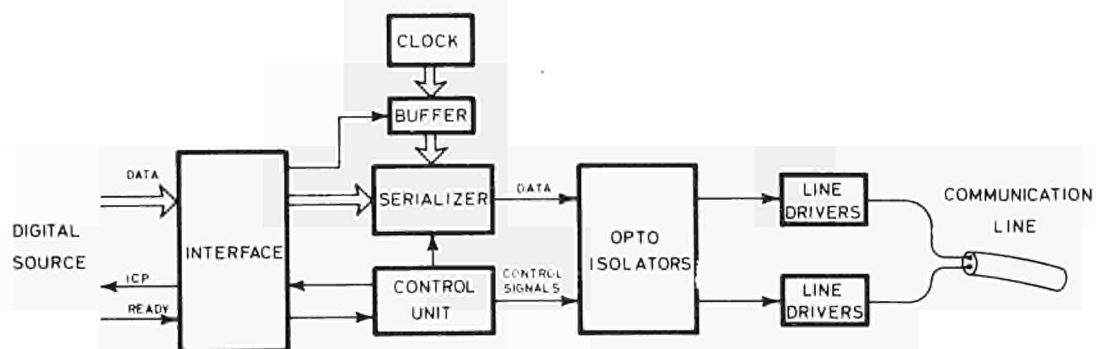 CLOCK
BUFFER
DATA
SERIALIZER
DATA
LINE
DRIVERS
COMMUNICATION
LINE
DIGITAL
SOURCE
INTERFACE
OPTO
ISOLATORS
ICP
READY
CONTROL
UNIT
CONTROL
SIGNALS
LINE
DRIVERS